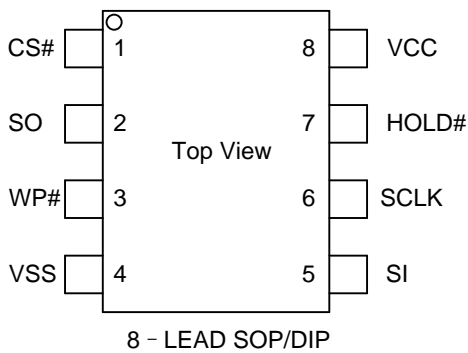 CS# 1 8 VCC
SO 2 7 HOLD#
Top View
WP# 3 6 SCLK
VSS 4 5 SI
8 - LEAD SOP/DIP